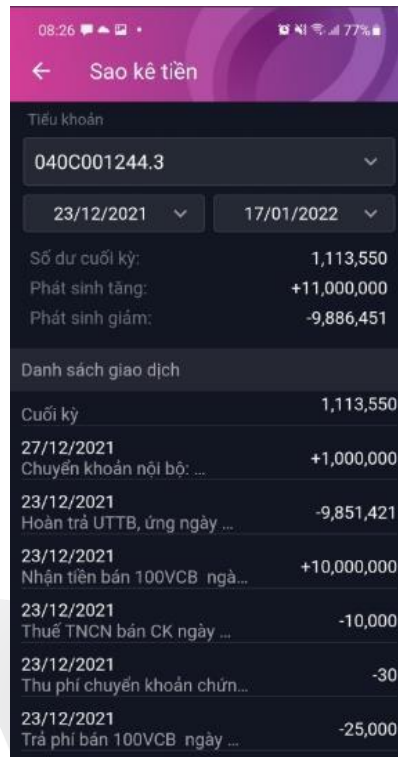 08:26
77%
Sao kê tiền
Tiểu khoản
040C001244.3
23/12/2021 17/01/2022
Số dư cuối kỳ: 1,113,550
Phát sinh tăng: +11,000,000
Phát sinh giảm: -9,886,451
Danh sách giao dịch
Cuối kỳ 1,113,550
27/12/2021
Chuyển khoản nội bộ: ... +1,000,000
23/12/2021
Hoàn trả UTTB, ứng ngày ... -9,851,421
23/12/2021
Nhận tiền bán 100VCB ngà... +10,000,000
23/12/2021
Thuế TNCN bán CK ngày ... -10,000
23/12/2021
Thu phí chuyển khoản chứn... -30
23/12/2021
Trả phí bán 100VCB ngày ... -25,000